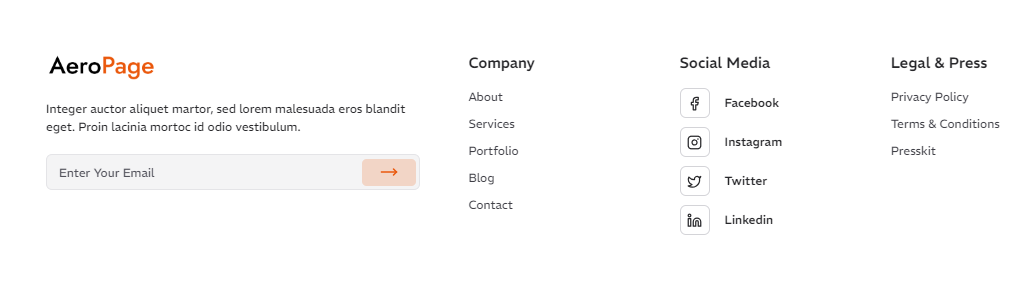 AeroPage
Integer auctor aliquet martor, sed lorem malesuada eros blandit
eget. Proin lacinia mortoc id odio vestibulum.
Enter Your Email
Company
About
Services
Portfolio
Blog
Contact
Social Media
Facebook
Instagram
Twitter
Linkedin
Legal & Press
Privacy Policy
Terms & Conditions
Presskit